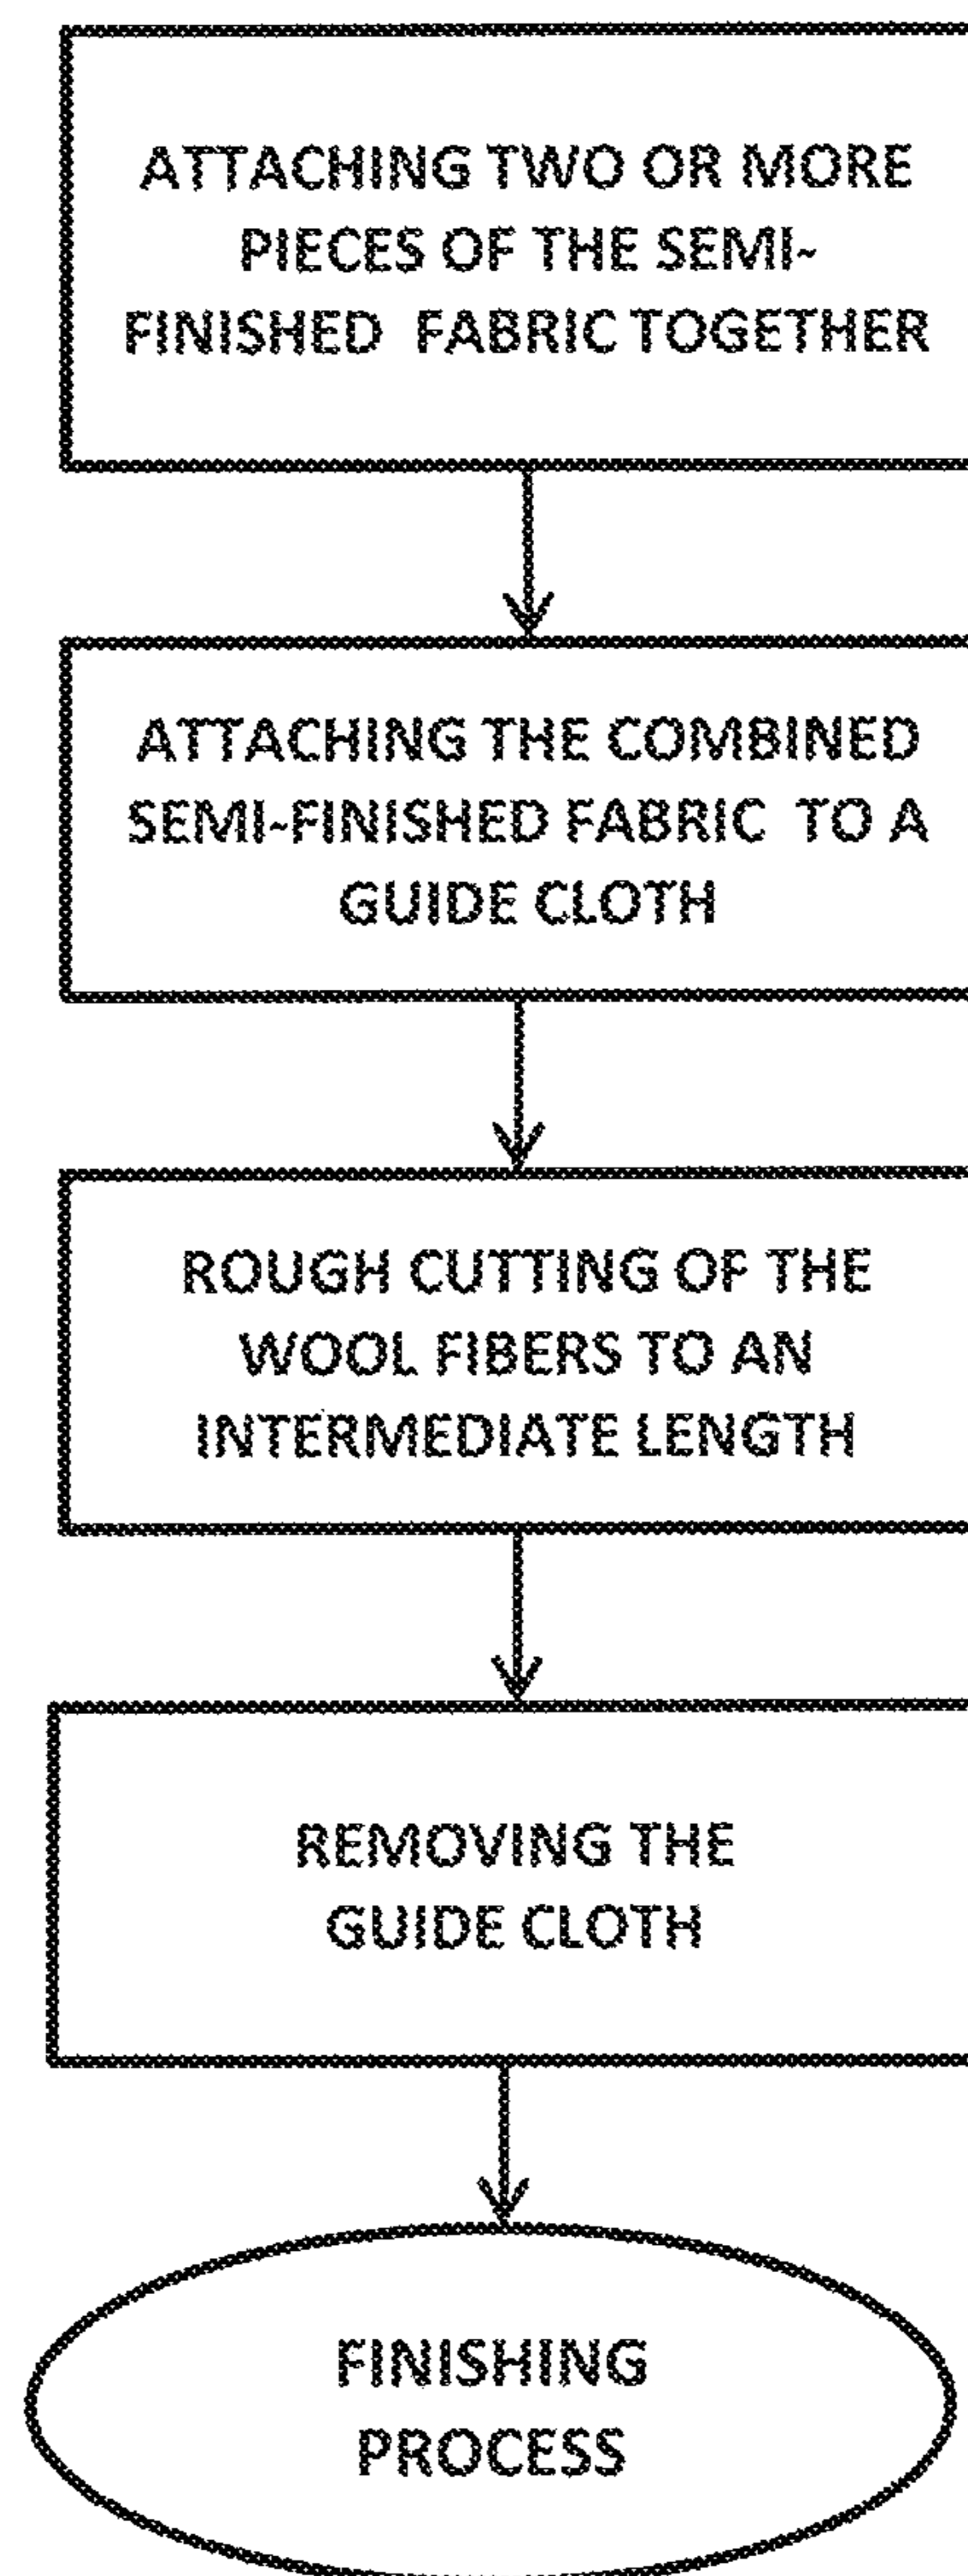 ATTACHING TWO OR MORE
PIECES OF THE SEMI-
FINISHED FABRIC TOGETHER
ATTACHING THE COMBINED
SEMI-FINISHED FABRIC TO A
GUIDE CLOTH
ROUGH CUTTING OF THE
WOOL FIBERS TO AN
INTERMEDIATE LENGTH
REMOVING THE
GUIDE CLOTH
FINISHING
PROCESS